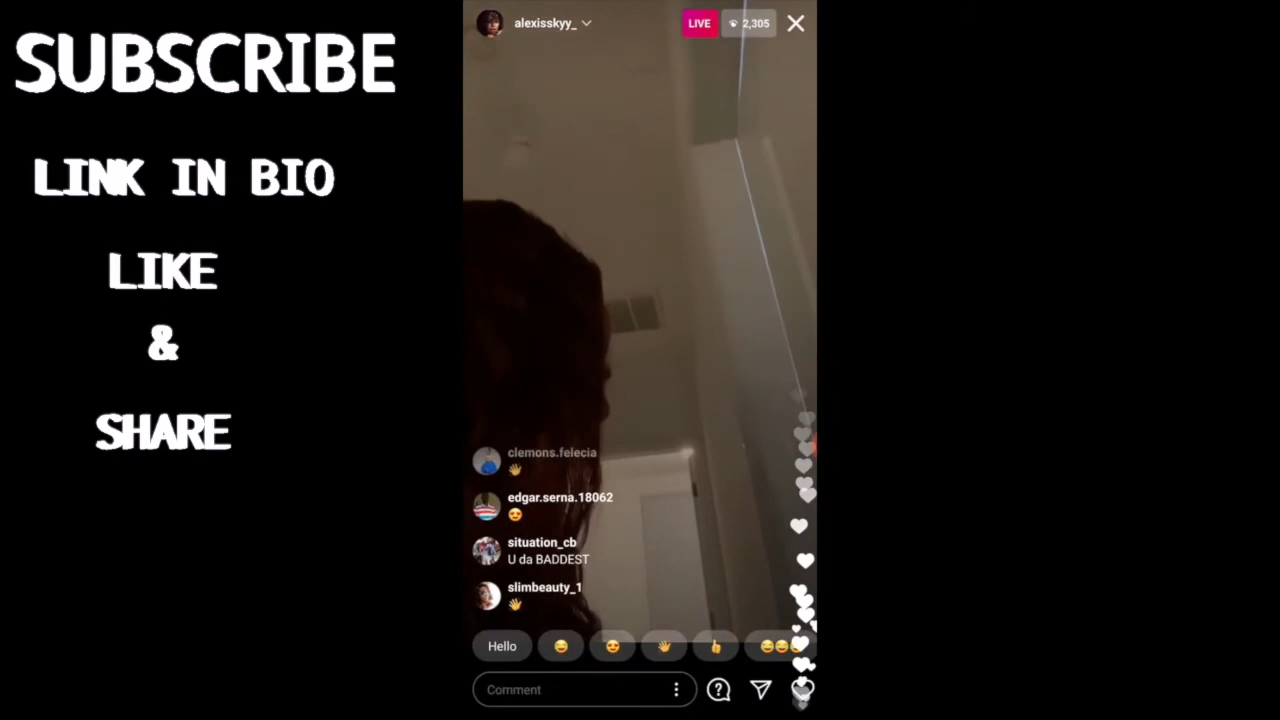 SUBSCRIBE
LINK IN BIO
LIKE
&
SHARE
alexisskyy_
LIVE
2,305
clemons.felecia
👋
edgar.serna.18062
😍
situation_cb
U da BADDEST
slimbeauty_1
👋
Hello 😂 😍 👋 👍 😂😂😂
Comment